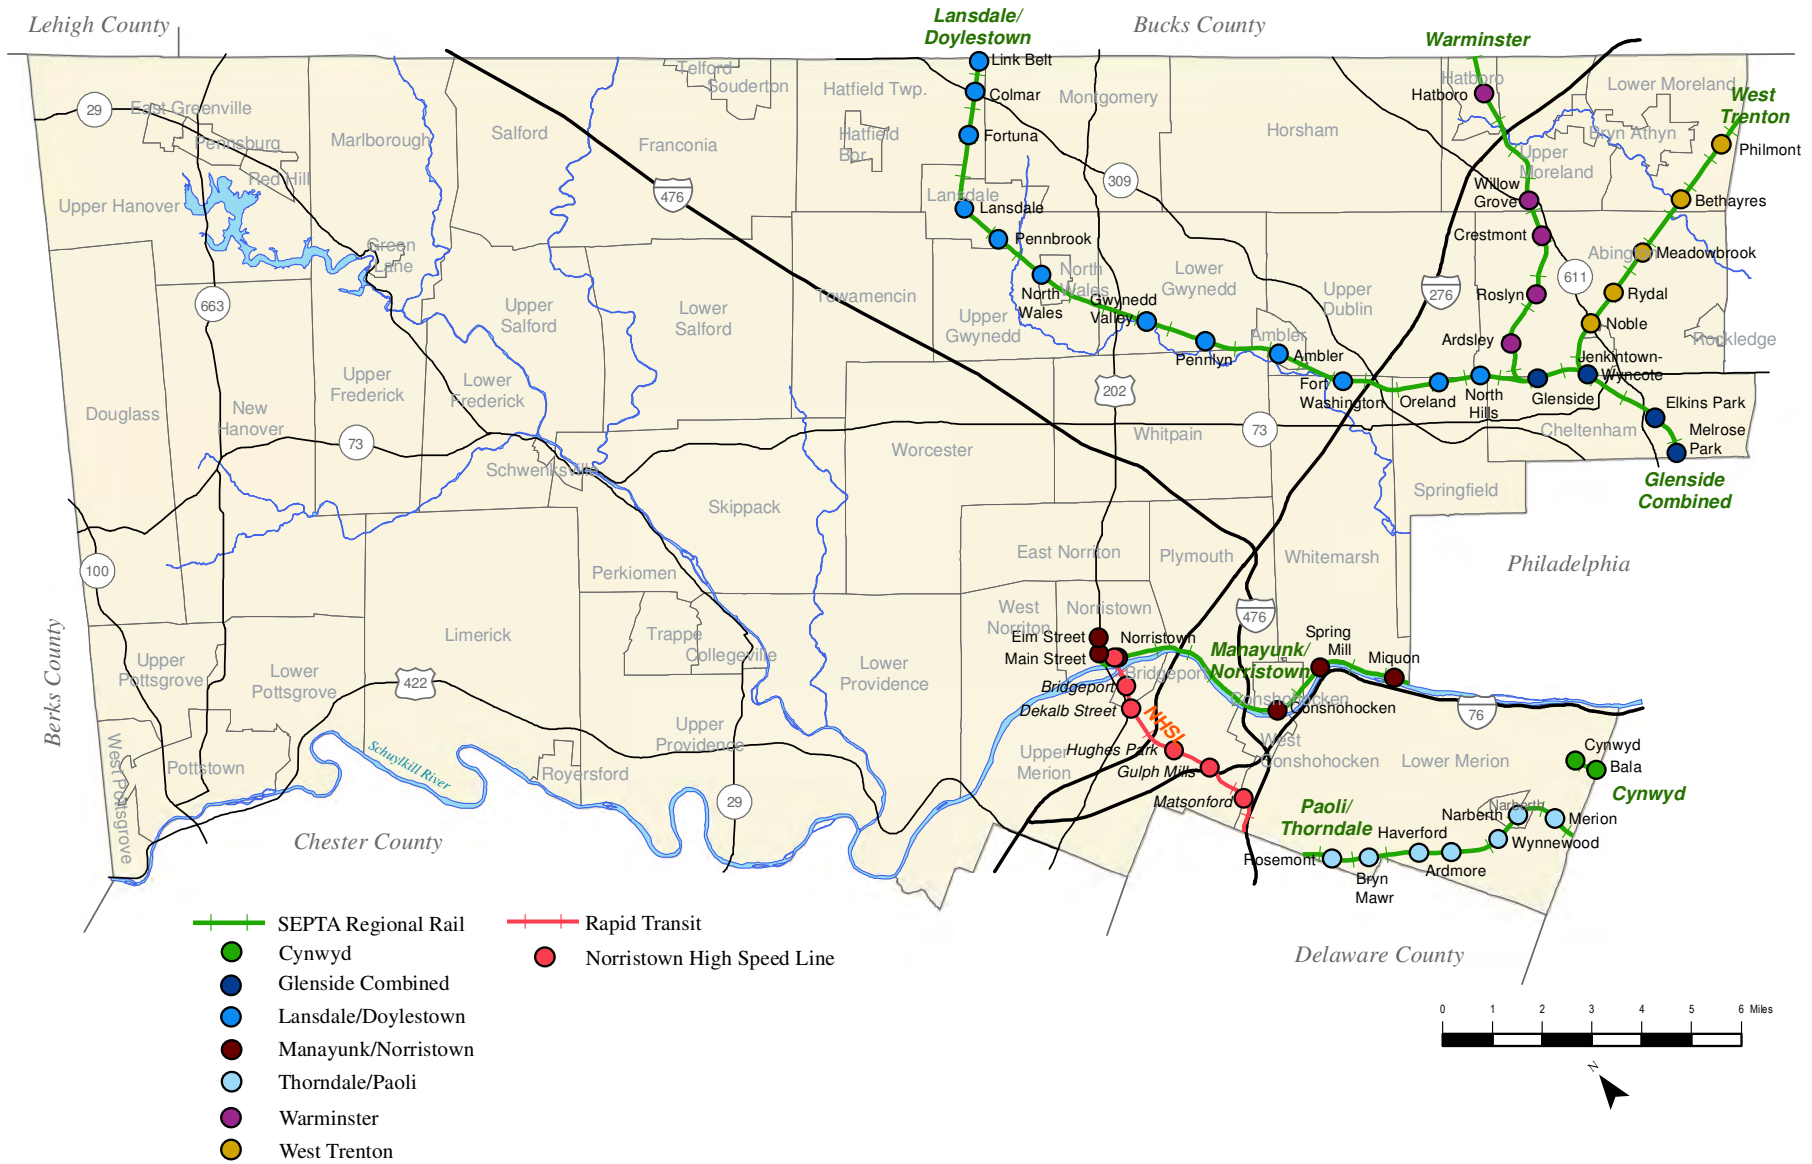 Lehigh County
Lansdale/
Doylestown
Bucks County
Warminster
West
Trenton
Link Belt
Colmar
Fortuna
Lansdale
Lansdale
Pennbrook
North
Wales
North
Wales
Gwynedd
Valley
Pennlyn
Ambler
Ambler
Fort
Washington
Oreland
North
Hills
Glenside
Jenkintown-
Wyncote
Elkins Park
Melrose
Park
Glenside
Combined
Hatboro
Hatboro
Willow
Grove
Crestmont
Roslyn
Ardsley
Philmont
Bethayres
Meadowbrook
Rydal
Noble
29
East Greenville
Pennsburg
Red Hill
Upper Hanover
Marlborough
Salford
Telford
Souderton
Franconia
Hatfield Twp.
Hatfield
Bor.
Montgomery
Horsham
Lower Moreland
Bryn Athyn
Upper
Moreland
Abington
Rockledge
476
309
276
611
663
Green
Lane
Upper
Salford
Lower
Salford
Towamencin
Upper
Gwynedd
Lower
Gwynedd
Upper
Dublin
Douglass
New
Hanover
Upper
Frederick
Lower
Frederick
73
202
73
Schwenksville
Worcester
Whitpain
Cheltenham
Springfield
Skippack
100
East Norriton
Plymouth
Whitemarsh
Philadelphia
Perkiomen
Trappe
Collegeville
West
Norriton
Norristown
476
Berks County
Upper
Pottsgrove
Lower
Pottsgrove
Limerick
422
Lower
Providence
Upper
Providence
Elm Street
Main Street
Norristown
Manayunk/
Norristown
Spring
Mill
Miquon
Bridgeport
Bridgeport
Dekalb Street
NHSL
Conshohocken
Conshohocken
76
Hughes Park
Gulph Mills
Matsonford
Upper
Merion
West
Conshohocken
Lower Merion
Cynwyd
Bala
Cynwyd
West Pottsgrove
Pottstown
Schuylkill River
Royersford
29
Chester County
Paoli/
Thorndale
Narberth
Narberth
Merion
Haverford
Wynnewood
Rosemont
Ardmore
Bryn
Mawr
Delaware County
SEPTA Regional Rail
Cynwyd
Glenside Combined
Lansdale/Doylestown
Manayunk/Norristown
Thorndale/Paoli
Warminster
West Trenton
Rapid Transit
Norristown High Speed Line
0 1 2 3 4 5 6 Miles
N